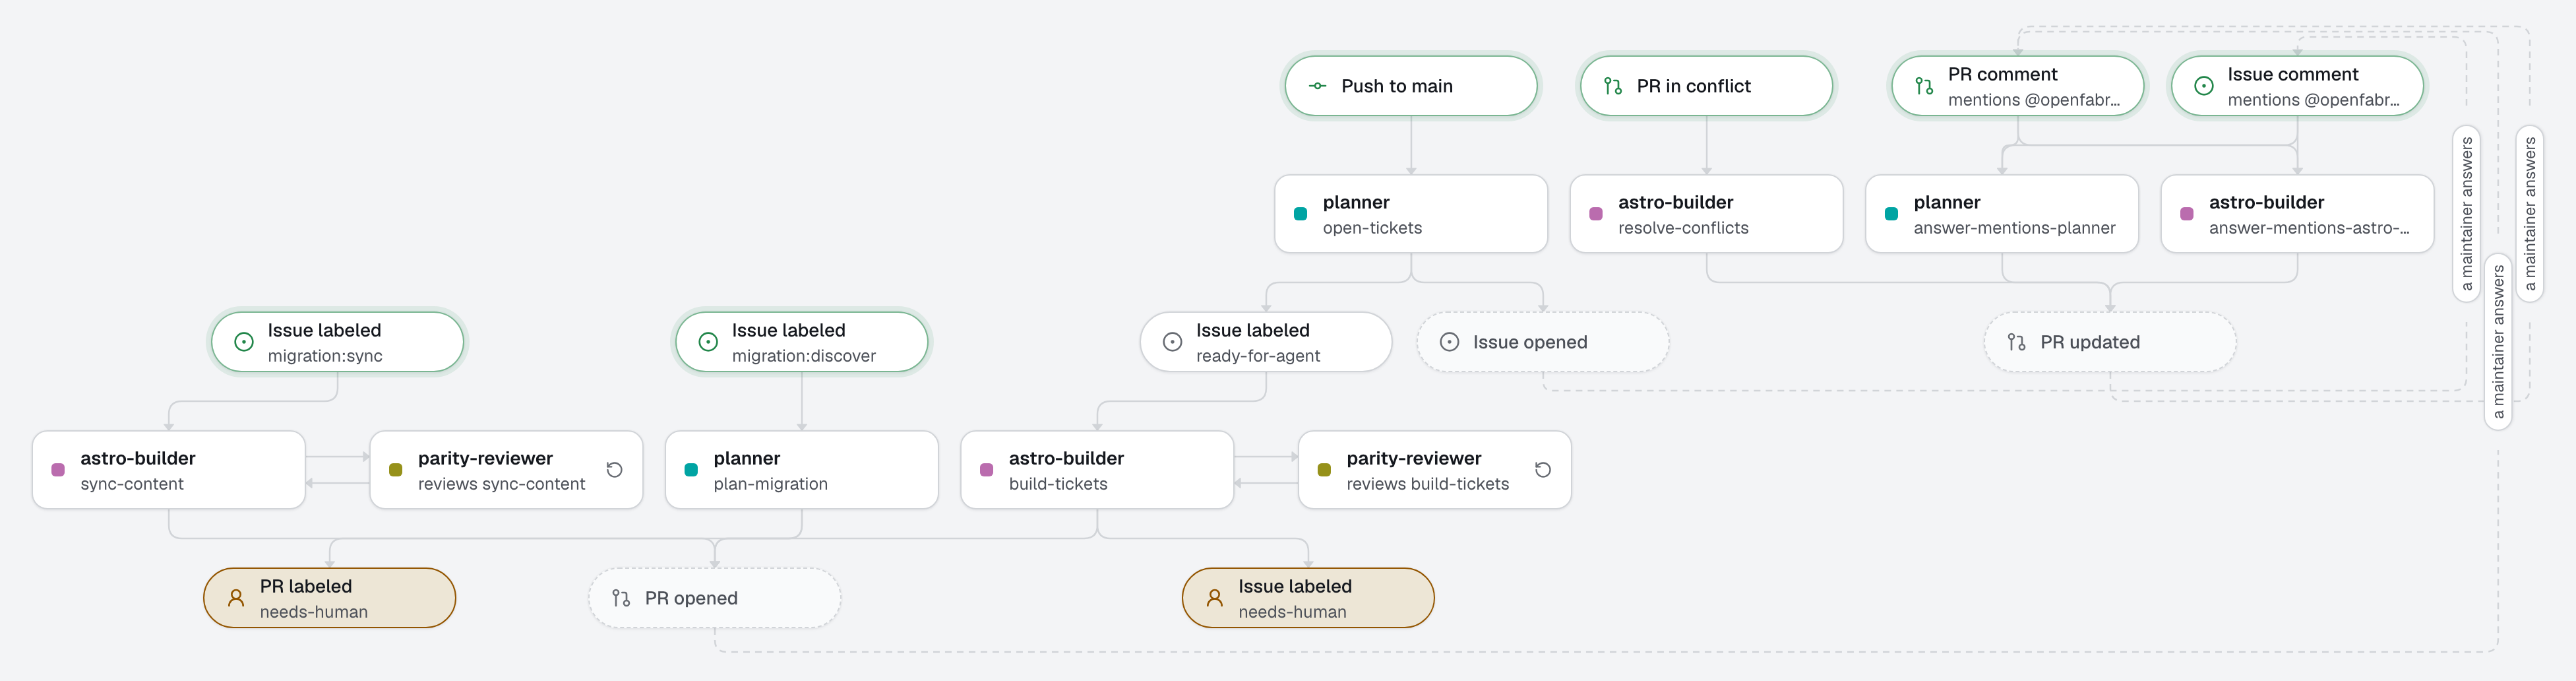 Push to main
PR in conflict
PR comment
mentions @openfabr...
Issue comment
mentions @openfabr...
a maintainer answers
a maintainer answers
a maintainer answers
planner
open-tickets
astro-builder
resolve-conflicts
planner
answer-mentions-planner
astro-builder
answer-mentions-astro-...
Issue labeled
migration:sync
Issue labeled
migration:discover
Issue labeled
ready-for-agent
Issue opened
PR updated
astro-builder
sync-content
parity-reviewer
reviews sync-content
planner
plan-migration
astro-builder
build-tickets
parity-reviewer
reviews build-tickets
PR labeled
needs-human
PR opened
Issue labeled
needs-human